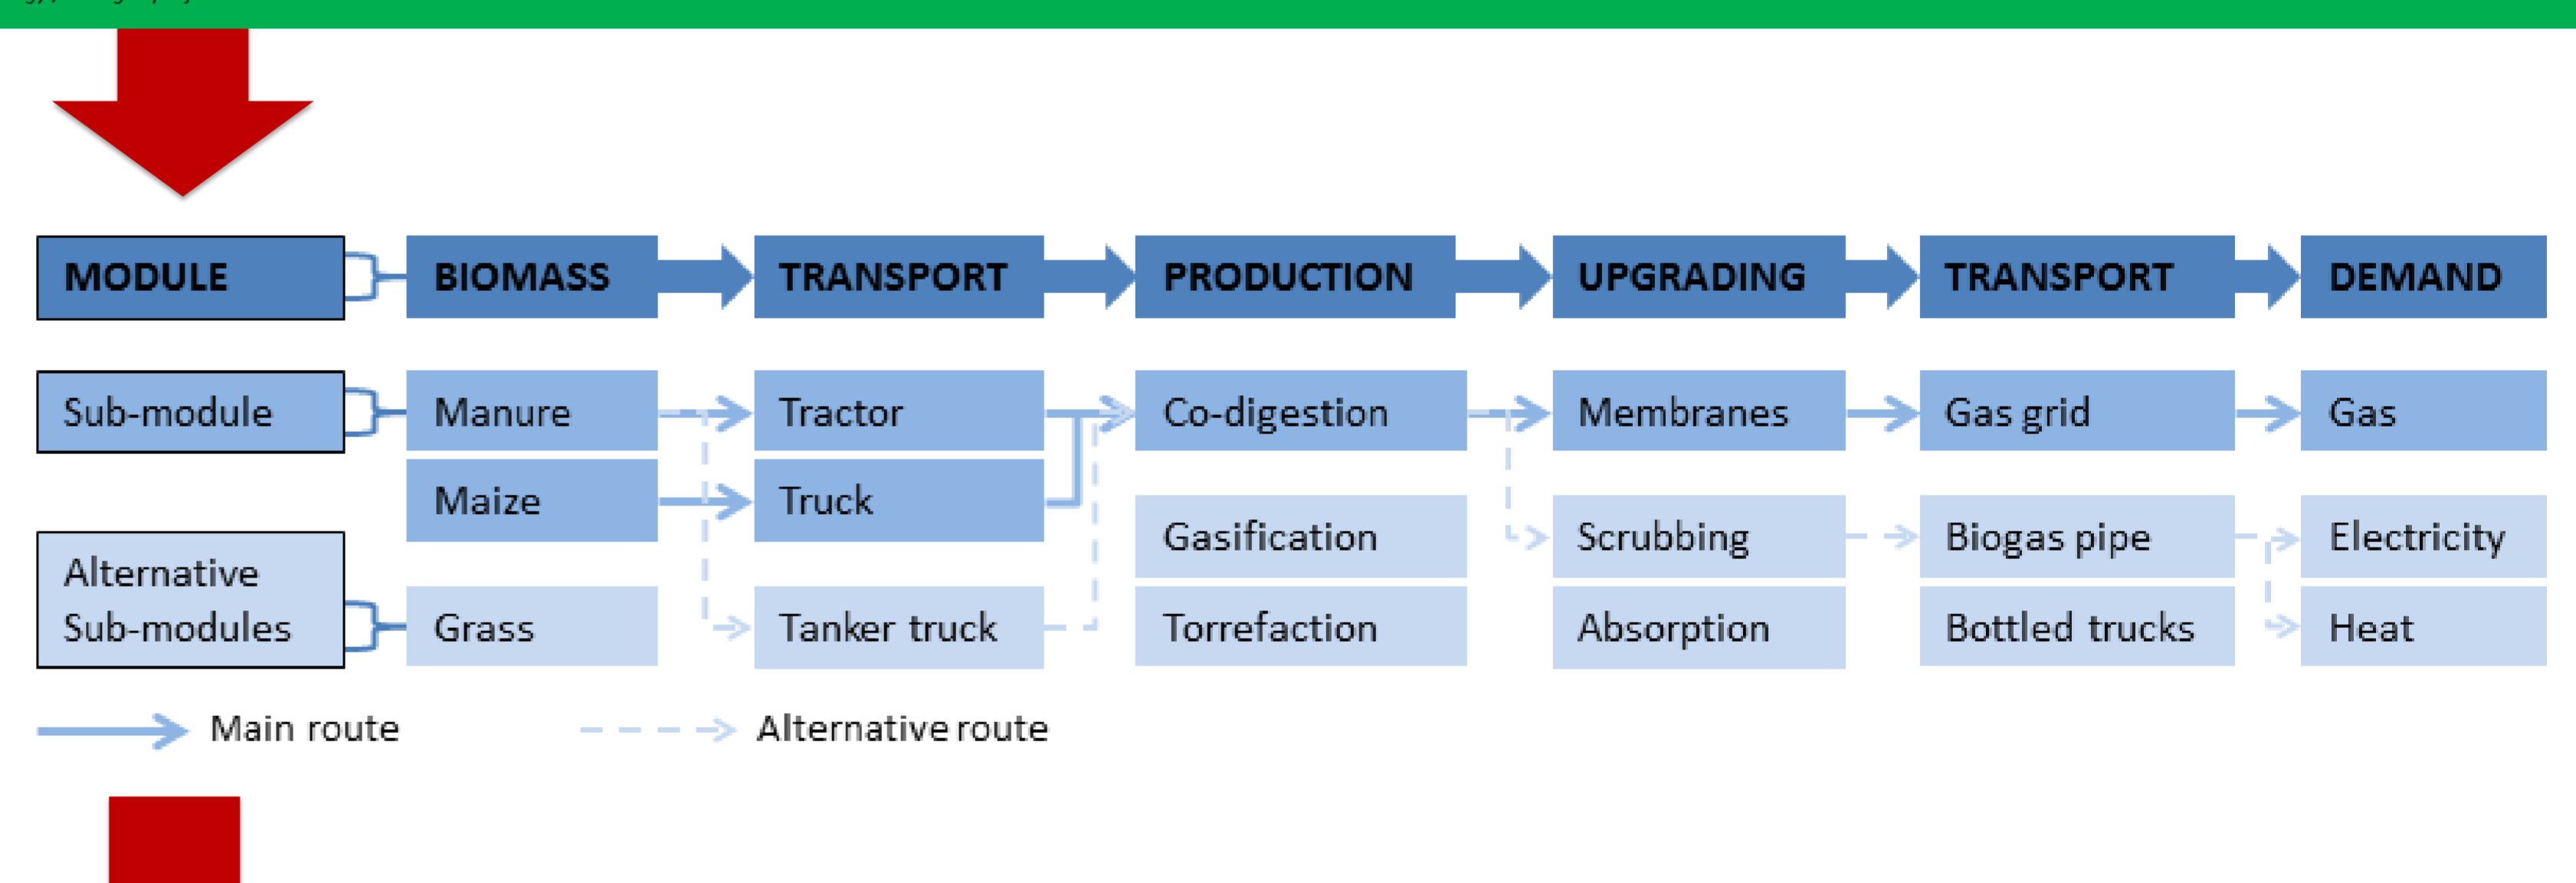 MODULE
BIOMASS
TRANSPORT
PRODUCTION
UPGRADING
TRANSPORT
DEMAND
Sub-module
Manure
Tractor
Co-digestion
Membranes
Gas grid
Gas
Maize
Truck
Gasification
Scrubbing
Biogas pipe
Electricity
Alternative
Sub-modules
Grass
Tanker truck
Torrefaction
Absorption
Bottled trucks
Heat
Main route
Alternative route